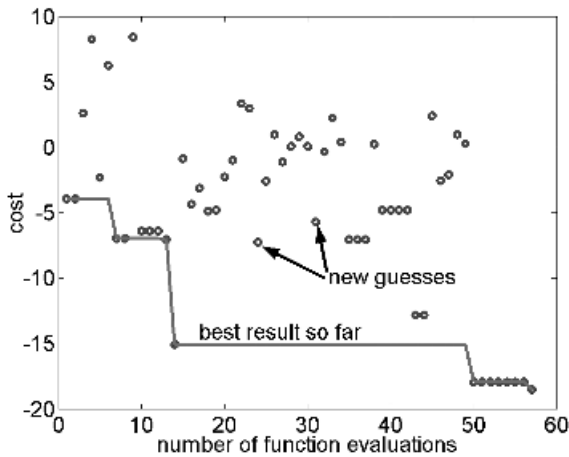 10
5
0
-5
-10
-15
-20
cost
new guesses
best result so far
0 10 20 30 40 50 60
number of function evaluations